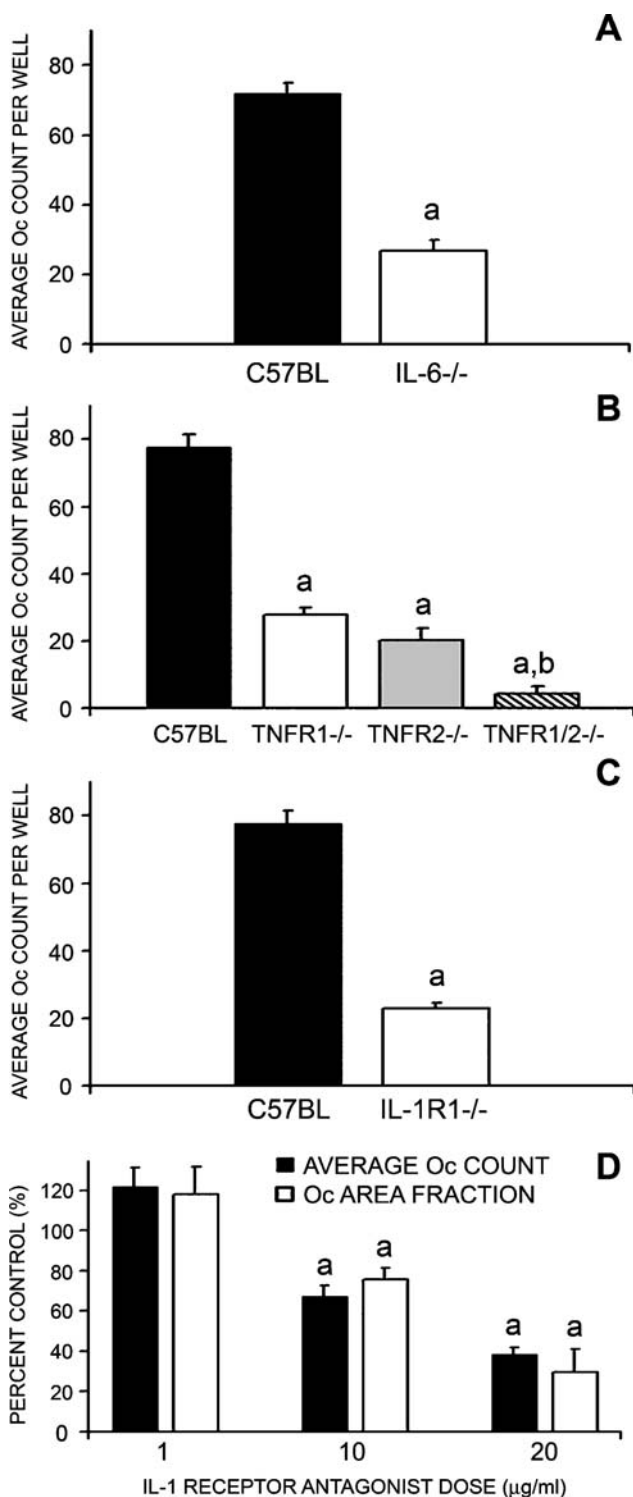 A
AVERAGE Oc COUNT PER WELL
80
60
40
20
0
a
C57BL IL-6-/-
B
AVERAGE Oc COUNT PER WELL
80
60
40
20
0
a a a,b
C57BL TNFR1-/- TNFR2-/- TNFR1/2-/-
C
AVERAGE Oc COUNT PER WELL
80
60
40
20
0
a
C57BL IL-1R1-/-
D
AVERAGE Oc COUNT
Oc AREA FRACTION
PERCENT CONTROL (%)
120
100
80
60
40
20
0
a a a a
1 10 20
IL-1 RECEPTOR ANTAGONIST DOSE (µg/ml)